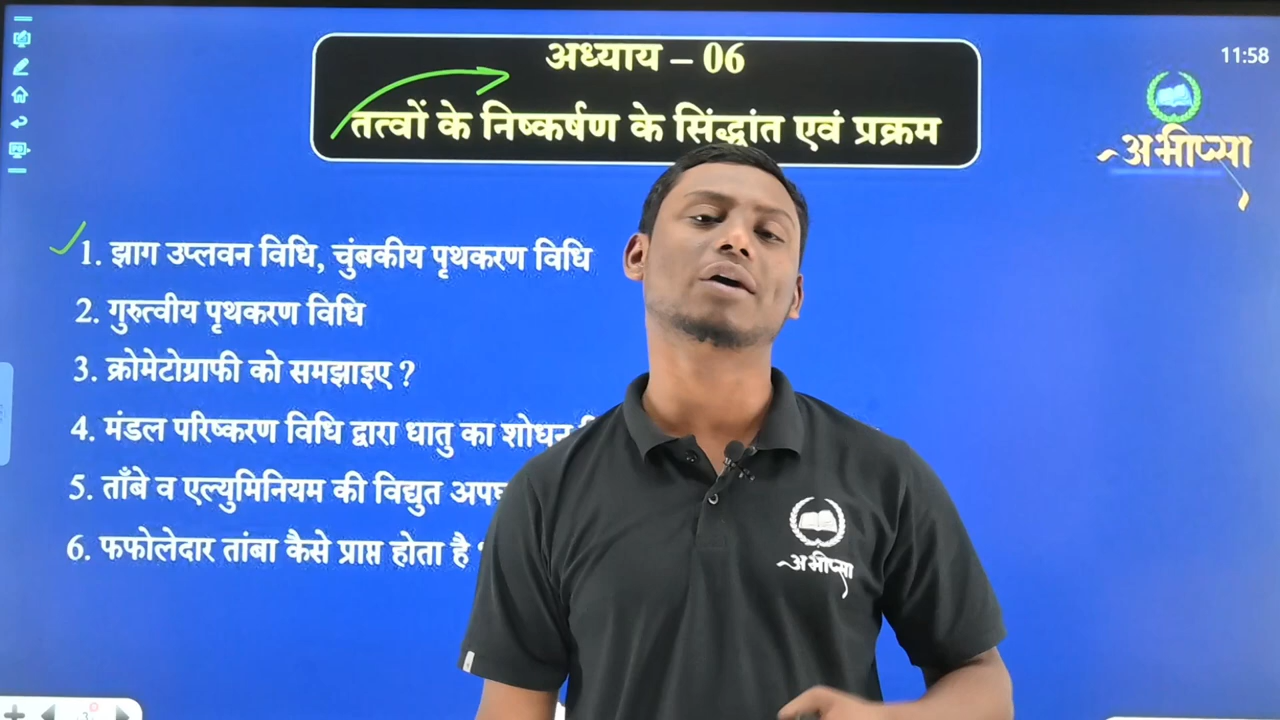 अध्याय – 06
तत्वों के निष्कर्षण के सिंद्धांत एवं प्रक्रम
11:58
अभीप्सा
1. झाग उप्लवन विधि, चुंबकीय पृथकरण विधि
2. गुरुत्वीय पृथकरण विधि
3. क्रोमेटोग्राफी को समझाइए ?
4. मंडल परिष्करण विधि द्वारा धातु का शोधन
5. ताँबे व एल्युमिनियम की विद्युत
6. फफोलेदार तांबा कैसे प्राप्त होता है
अभीप्सा